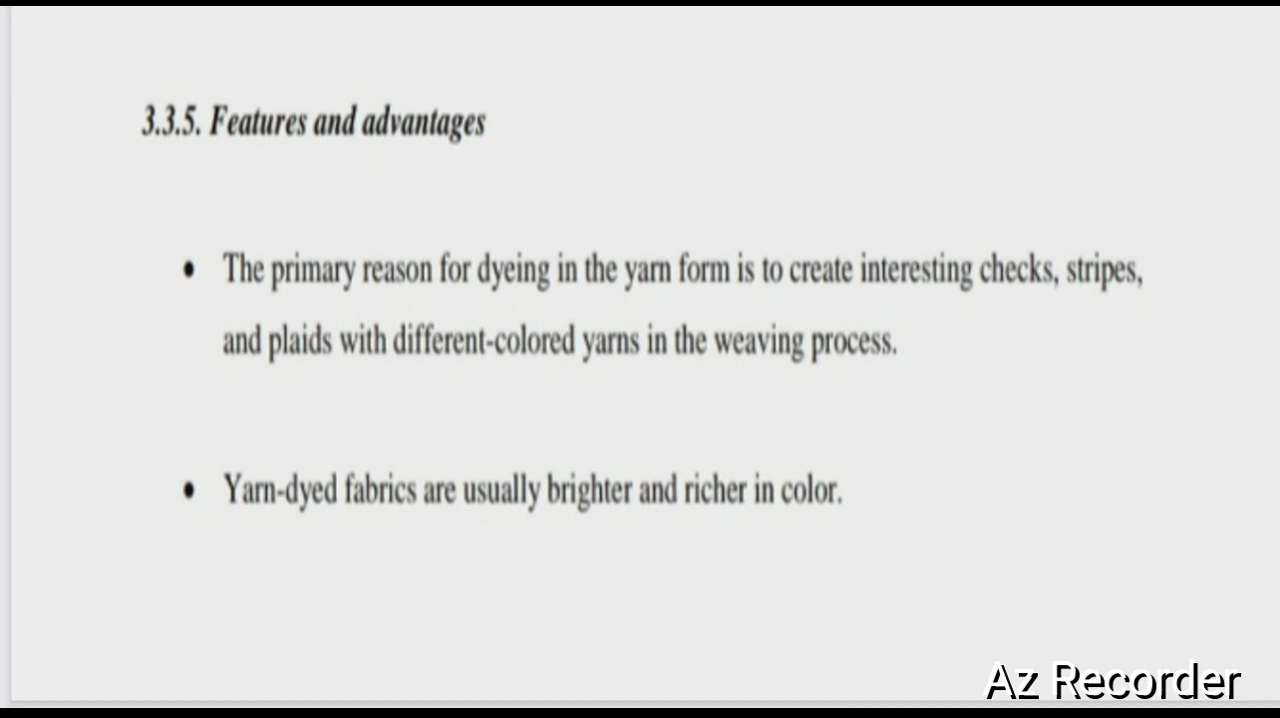 3.3.5. Features and advantages
• The primary reason for dyeing in the yarn form is to create interesting checks, stripes,
and plaids with different-colored yarns in the weaving process.
• Yarn-dyed fabrics are usually brighter and richer in color.
Az Recorder